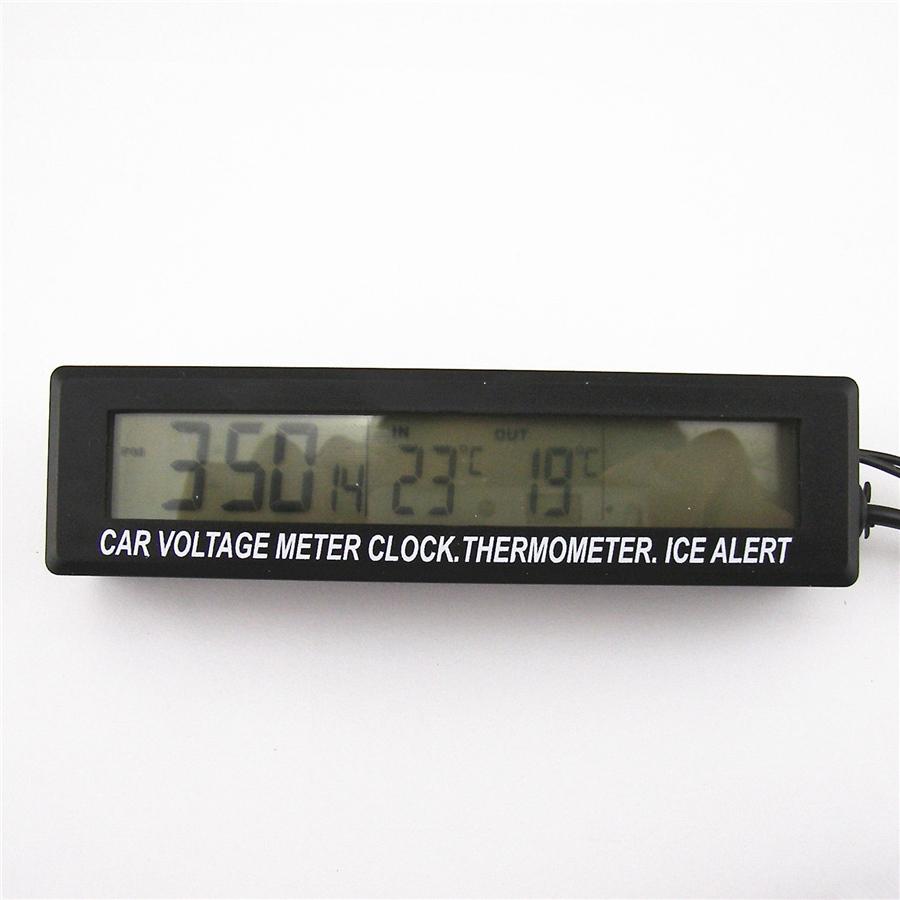 IN OUT
350 14 23°C 19°C
CAR VOLTAGE METER CLOCK.THERMOMETER. ICE ALERT